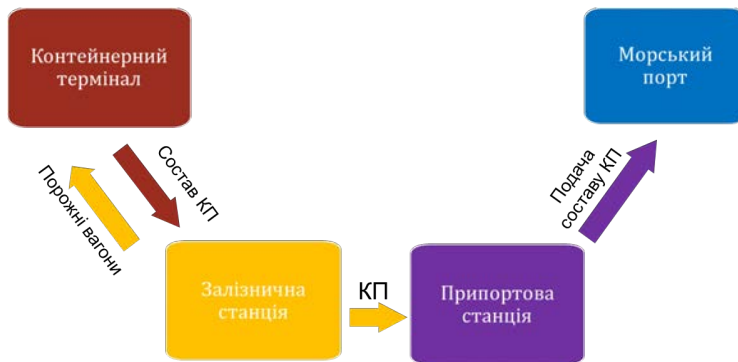 Контейнерний
термінал
Морський
порт
Порожні вагони
Состав КП
Подача
составу КП
Залізнична
станція
КП
Припортова
станція